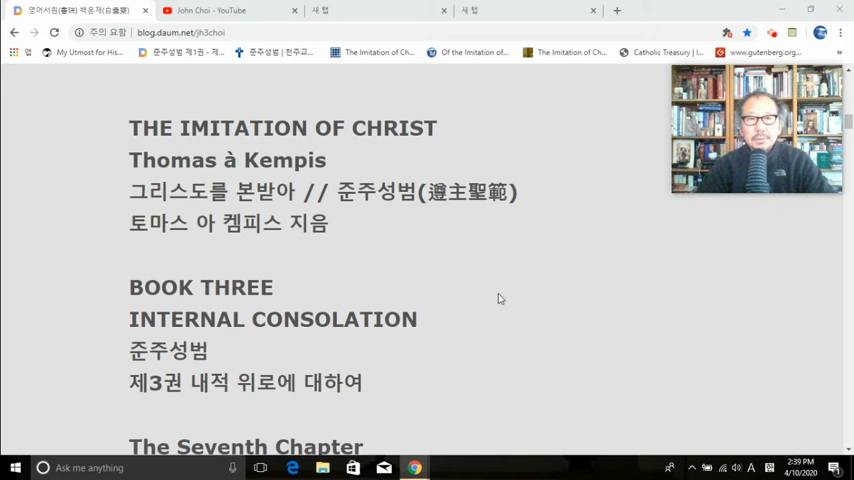 영어서원(書院) 백운재(白雲齋)
John Choi - YouTube
새 탭
새 탭
주의 요함
blog.daum.net/jh3choi
앱
My Utmost for His...
준주성범 제1권 - 제...
준주성범 | 천주교...
The Imitation of Ch...
Of the Imitation of...
The Imitation of Ch...
Catholic Treasury | I...
www.gutenberg.org...
THE IMITATION OF CHRIST
Thomas à Kempis
그리스도를 본받아 // 준주성범(遵主聖範)
토마스 아 켐피스 지음
BOOK THREE
INTERNAL CONSOLATION
준주성범
제3권 내적 위로에 대하여
The Seventh Chapter
Ask me anything
A
2:39 PM
4/10/2020